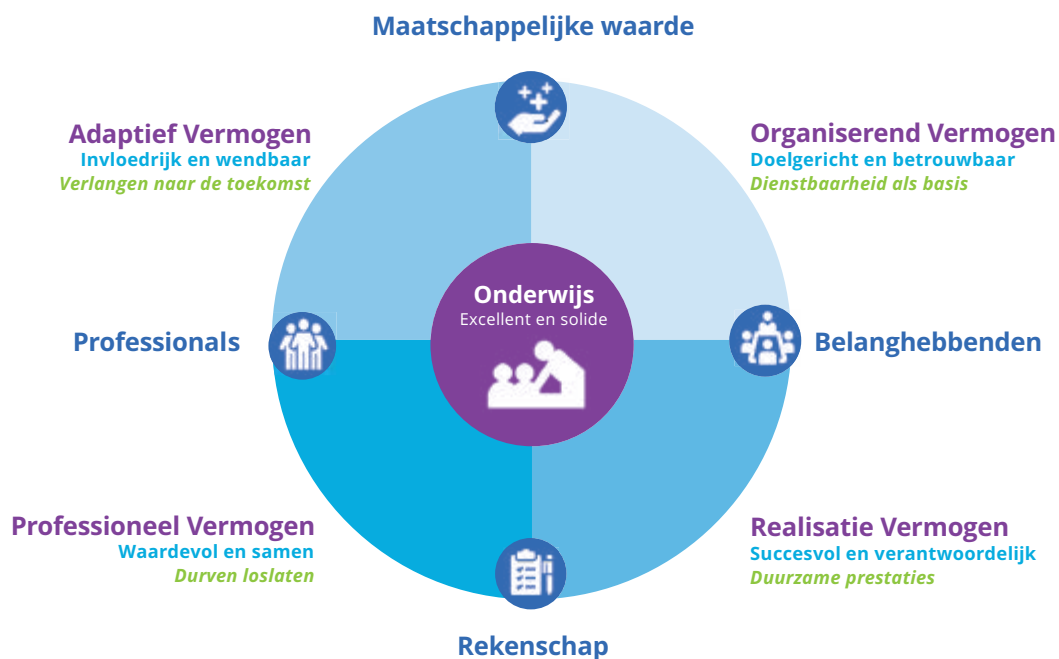 Maatschappelijke waarde
Adaptief Vermogen
Invloedrijk en wendbaar
Verlangen naar de toekomst
Organiserend Vermogen
Doelgericht en betrouwbaar
Dienstbaarheid als basis
Onderwijs
Excellent en solide
Professionals
Belanghebbenden
Professioneel Vermogen
Waardevol en samen
Durven loslaten
Realisatie Vermogen
Succesvol en verantwoordelijk
Duurzame prestaties
Rekenschap